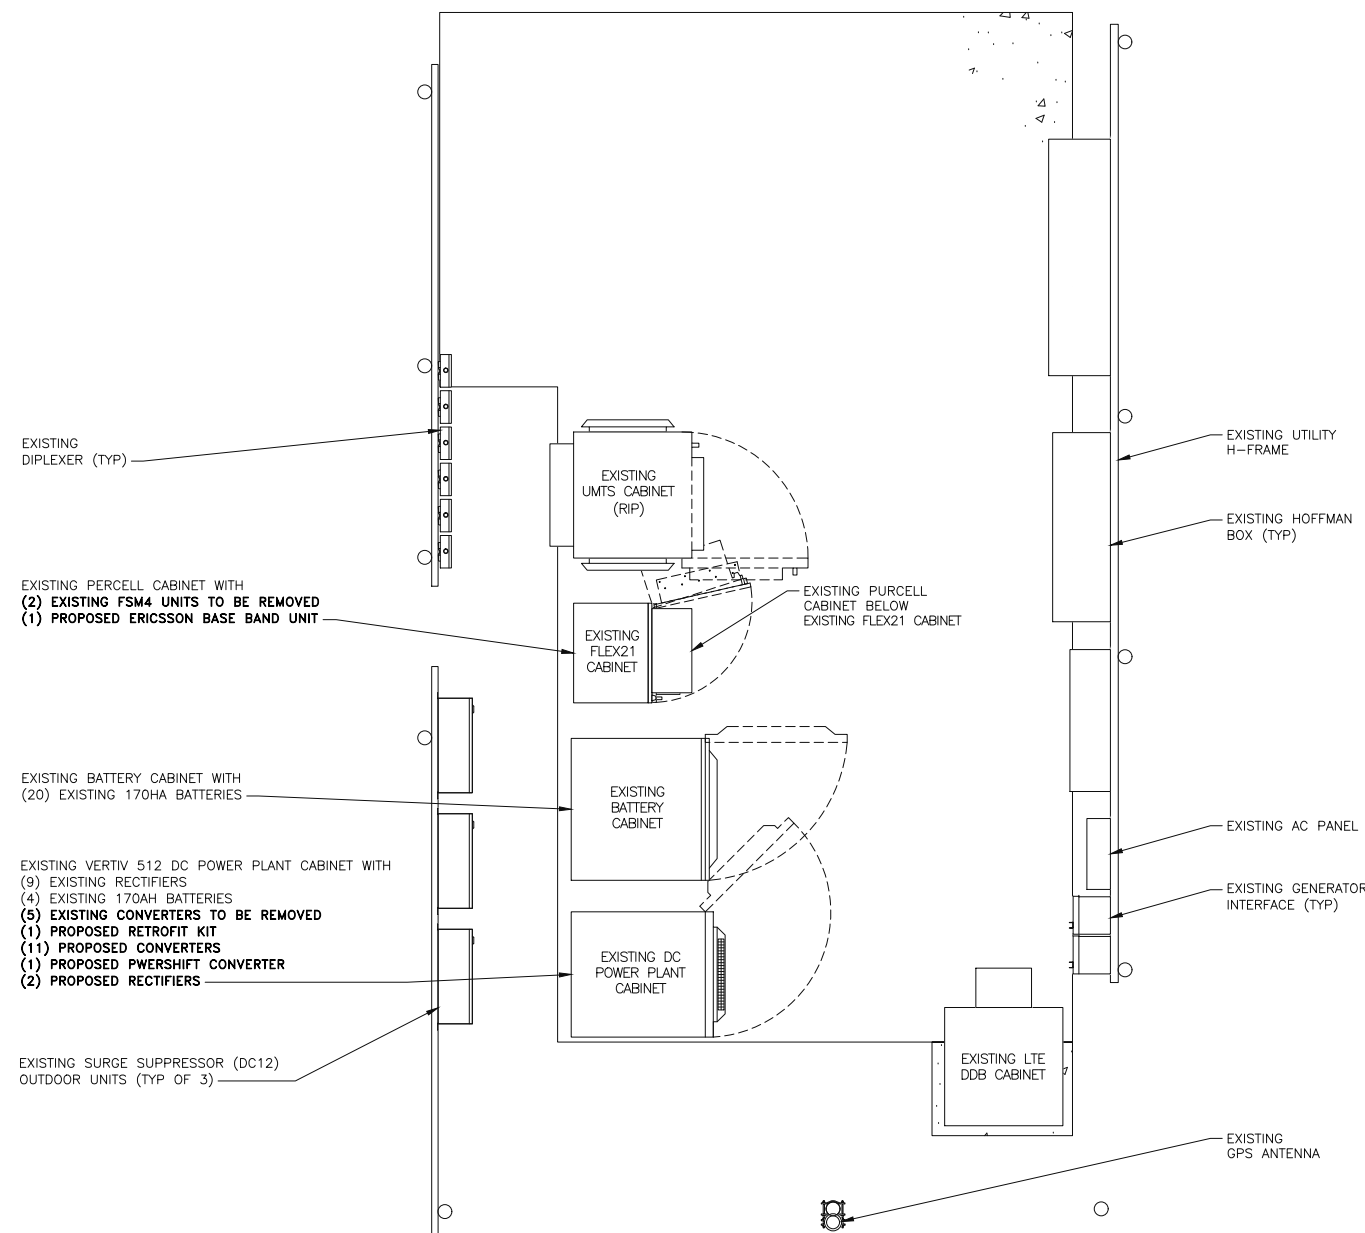 EXISTING
DIPLEXER (TYP)
EXISTING
UMTS CABINET
(RIP)
EXISTING UTILITY
H-FRAME
EXISTING HOFFMAN
BOX (TYP)
EXISTING PERCELL CABINET WITH
(2) EXISTING FSM4 UNITS TO BE REMOVED
(1) PROPOSED ERICSSON BASE BAND UNIT
EXISTING
FLEX21
CABINET
EXISTING PURCELL
CABINET BELOW
EXISTING FLEX21 CABINET
EXISTING BATTERY CABINET WITH
(20) EXISTING 170HA BATTERIES
EXISTING
BATTERY
CABINET
EXISTING AC PANEL
EXISTING VERTIV 512 DC POWER PLANT CABINET WITH
(9) EXISTING RECTIFIERS
(4) EXISTING 170AH BATTERIES
(5) EXISTING CONVERTERS TO BE REMOVED
(1) PROPOSED RETROFIT KIT
(11) PROPOSED CONVERTERS
(1) PROPOSED PWERSHIFT CONVERTER
(2) PROPOSED RECTIFIERS
EXISTING GENERATOR
INTERFACE (TYP)
EXISTING DC
POWER PLANT
CABINET
EXISTING SURGE SUPPRESSOR (DC12)
OUTDOOR UNITS (TYP OF 3)
EXISTING LTE
DDB CABINET
EXISTING
GPS ANTENNA